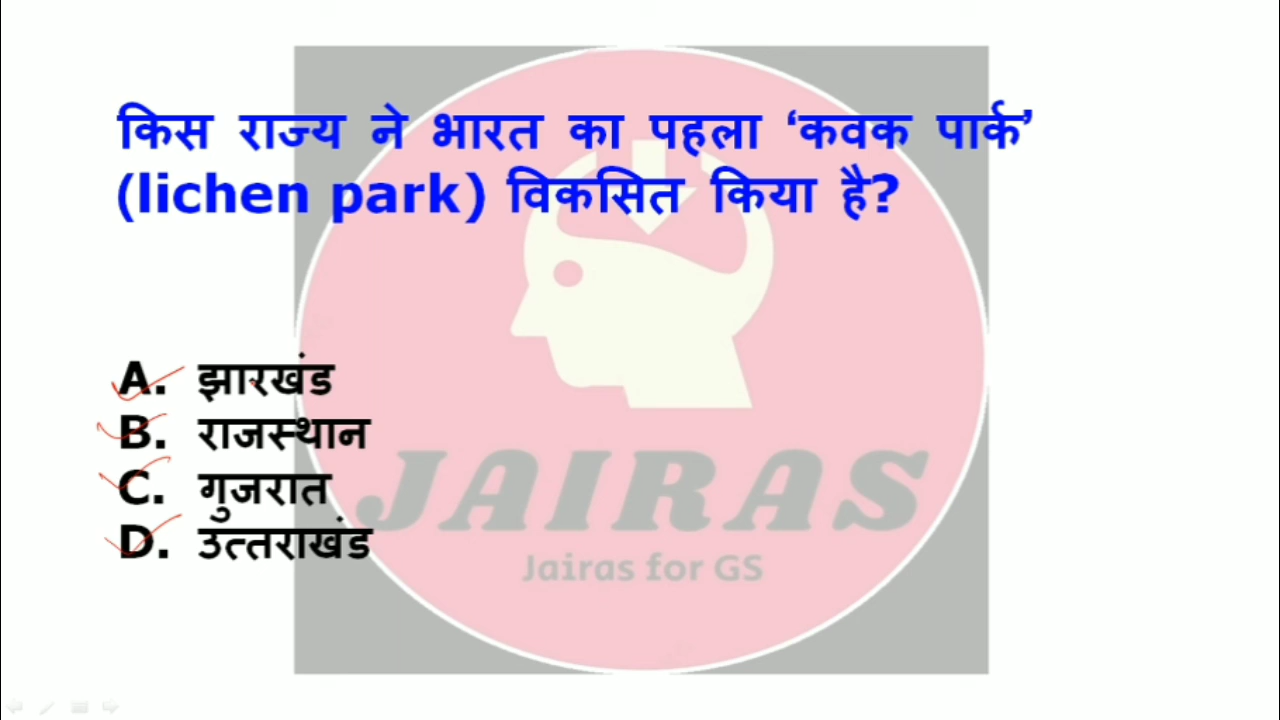 किस राज्य ने भारत का पहला ‘कवक पार्क’
(lichen park) विकसित किया है?
A. झारखंड
B. राजस्थान
C. गुजरात
D. उत्तराखंड
JAIRAS
Jairas for GS